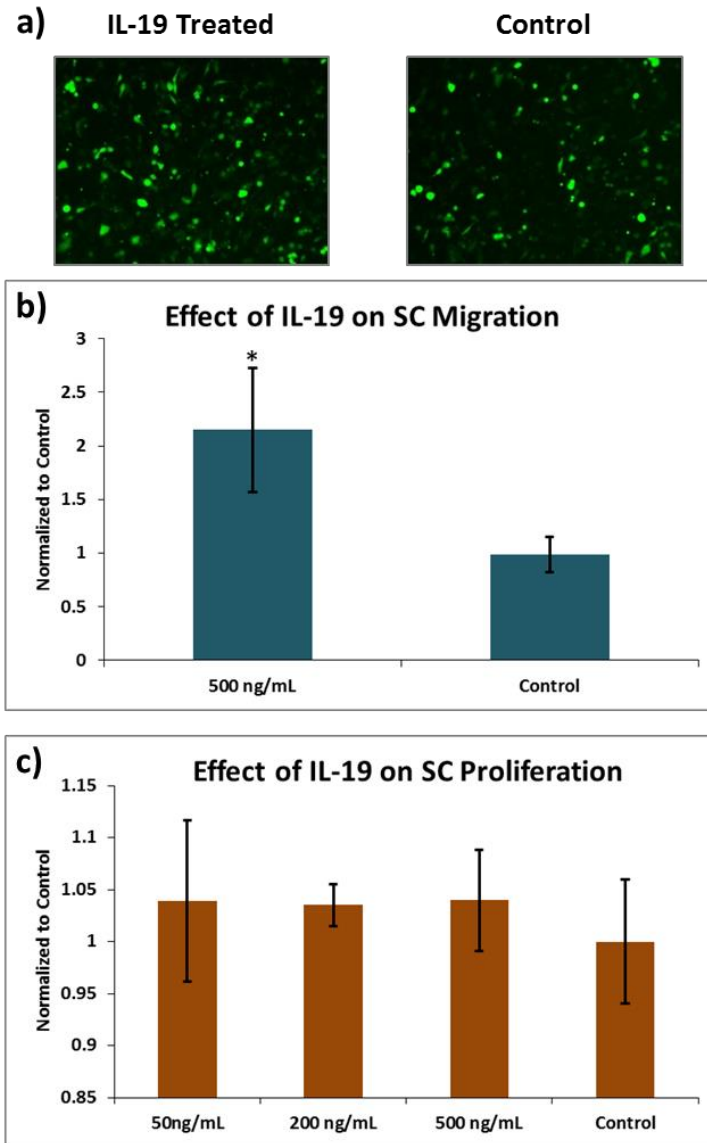 a) IL-19 Treated Control
b)
Effect of IL-19 on SC Migration
Normalized to Control
3
2.5
2
1.5
1
0.5
0
*
500 ng/mL Control
c)
Effect of IL-19 on SC Proliferation
Normalized to Control
1.15
1.1
1.05
1
0.95
0.9
0.85
50ng/mL 200 ng/mL 500 ng/mL Control